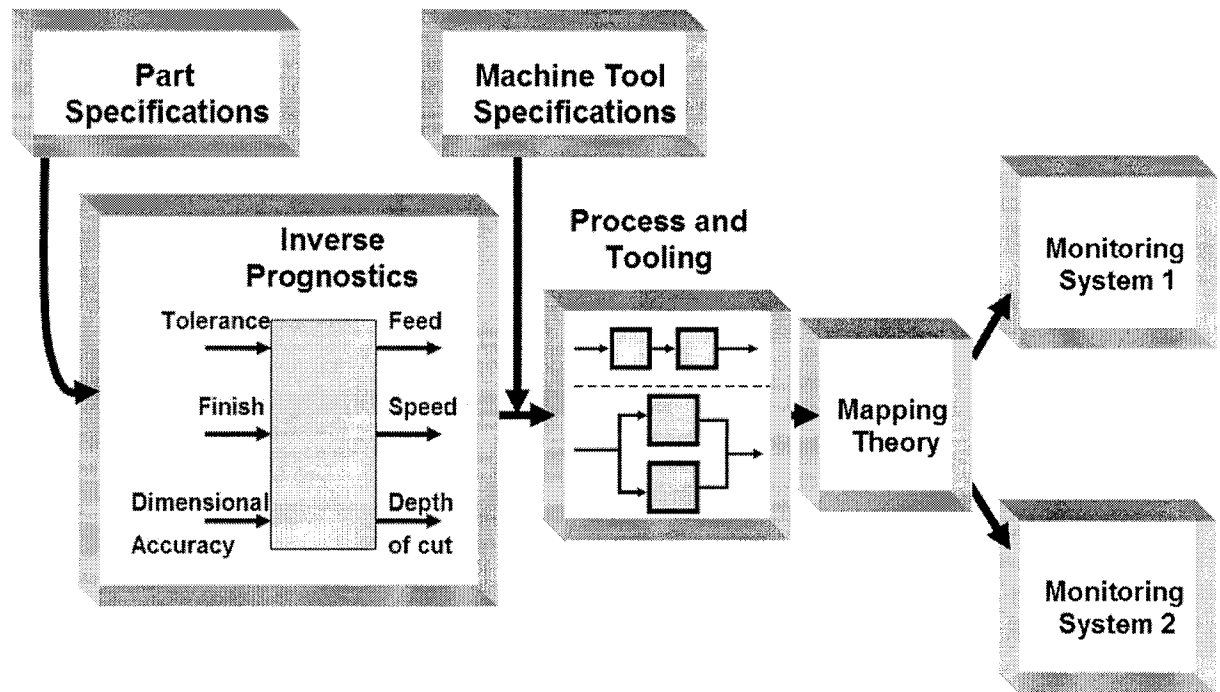 Part
Specifications
Machine Tool
Specifications
Inverse
Prognostics
Tolerance
Feed
Finish
Speed
Dimensional
Accuracy
Depth
of cut
Process and
Tooling
Mapping
Theory
Monitoring
System 1
Monitoring
System 2